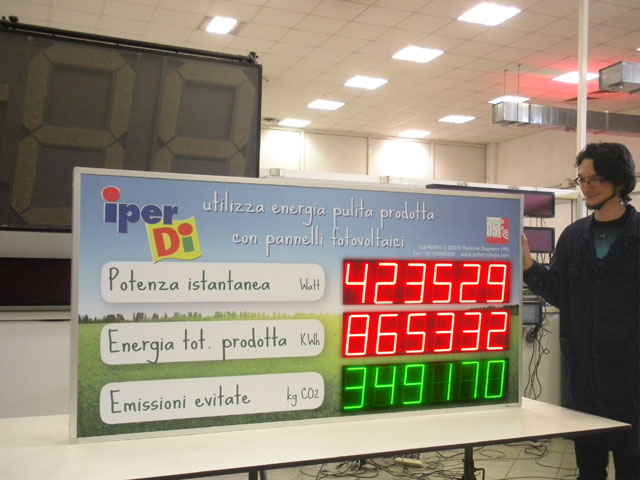 iper
Di
utilizza energia pulita prodotta
con pannelli fotovoltaici
Potenza istantanea Watt 423529
Energia tot. prodotta KWh 865332
Emissioni evitate kg CO2 349170